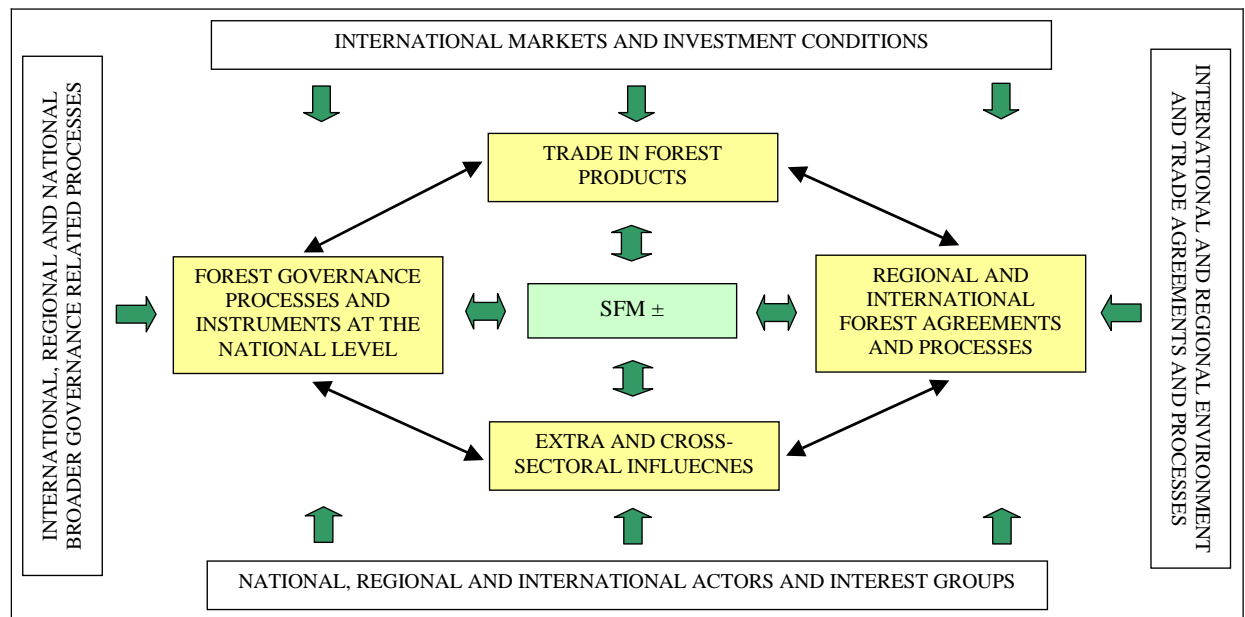 INTERNATIONAL MARKETS AND INVESTMENT CONDITIONS
INTERNATIONAL, REGIONAL AND NATIONAL
BROADER GOVERNANCE RELATED PROCESSES
TRADE IN FOREST
PRODUCTS
FOREST GOVERNANCE
PROCESSES AND
INSTRUMENTS AT THE
NATIONAL LEVEL
SFM ±
REGIONAL AND
INTERNATIONAL
FOREST AGREEMENTS
AND PROCESSES
INTERNATIONAL AND REGIONAL ENVIRONMENT
AND TRADE AGREEMENTS AND PROCESSES
EXTRA AND CROSS-
SECTORAL INFLUECNES
NATIONAL, REGIONAL AND INTERNATIONAL ACTORS AND INTEREST GROUPS